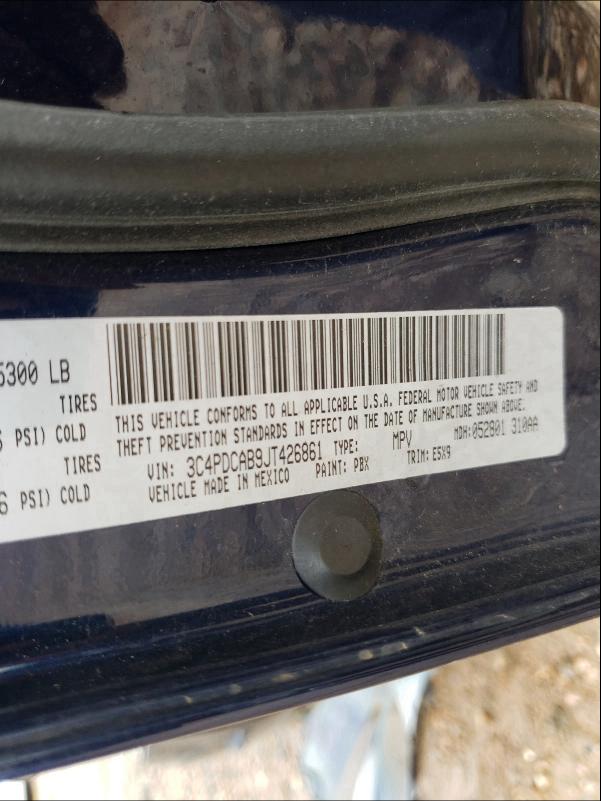 5300 LB
TIRES
PSI) COLD
TIRES
6 PSI) COLD
THIS VEHICLE CONFORMS TO ALL APPLICABLE U.S.A. FEDERAL MOTOR VEHICLE SAFETY AND
THEFT PREVENTION STANDARDS IN EFFECT ON THE DATE OF MANUFACTURE SHOWN ABOVE.
VIN: 3C4PDCAB9JT426861 TYPE: MPV MDH: 052801 310AA
VEHICLE MADE IN MEXICO PAINT: PBX TRIM: E5X9